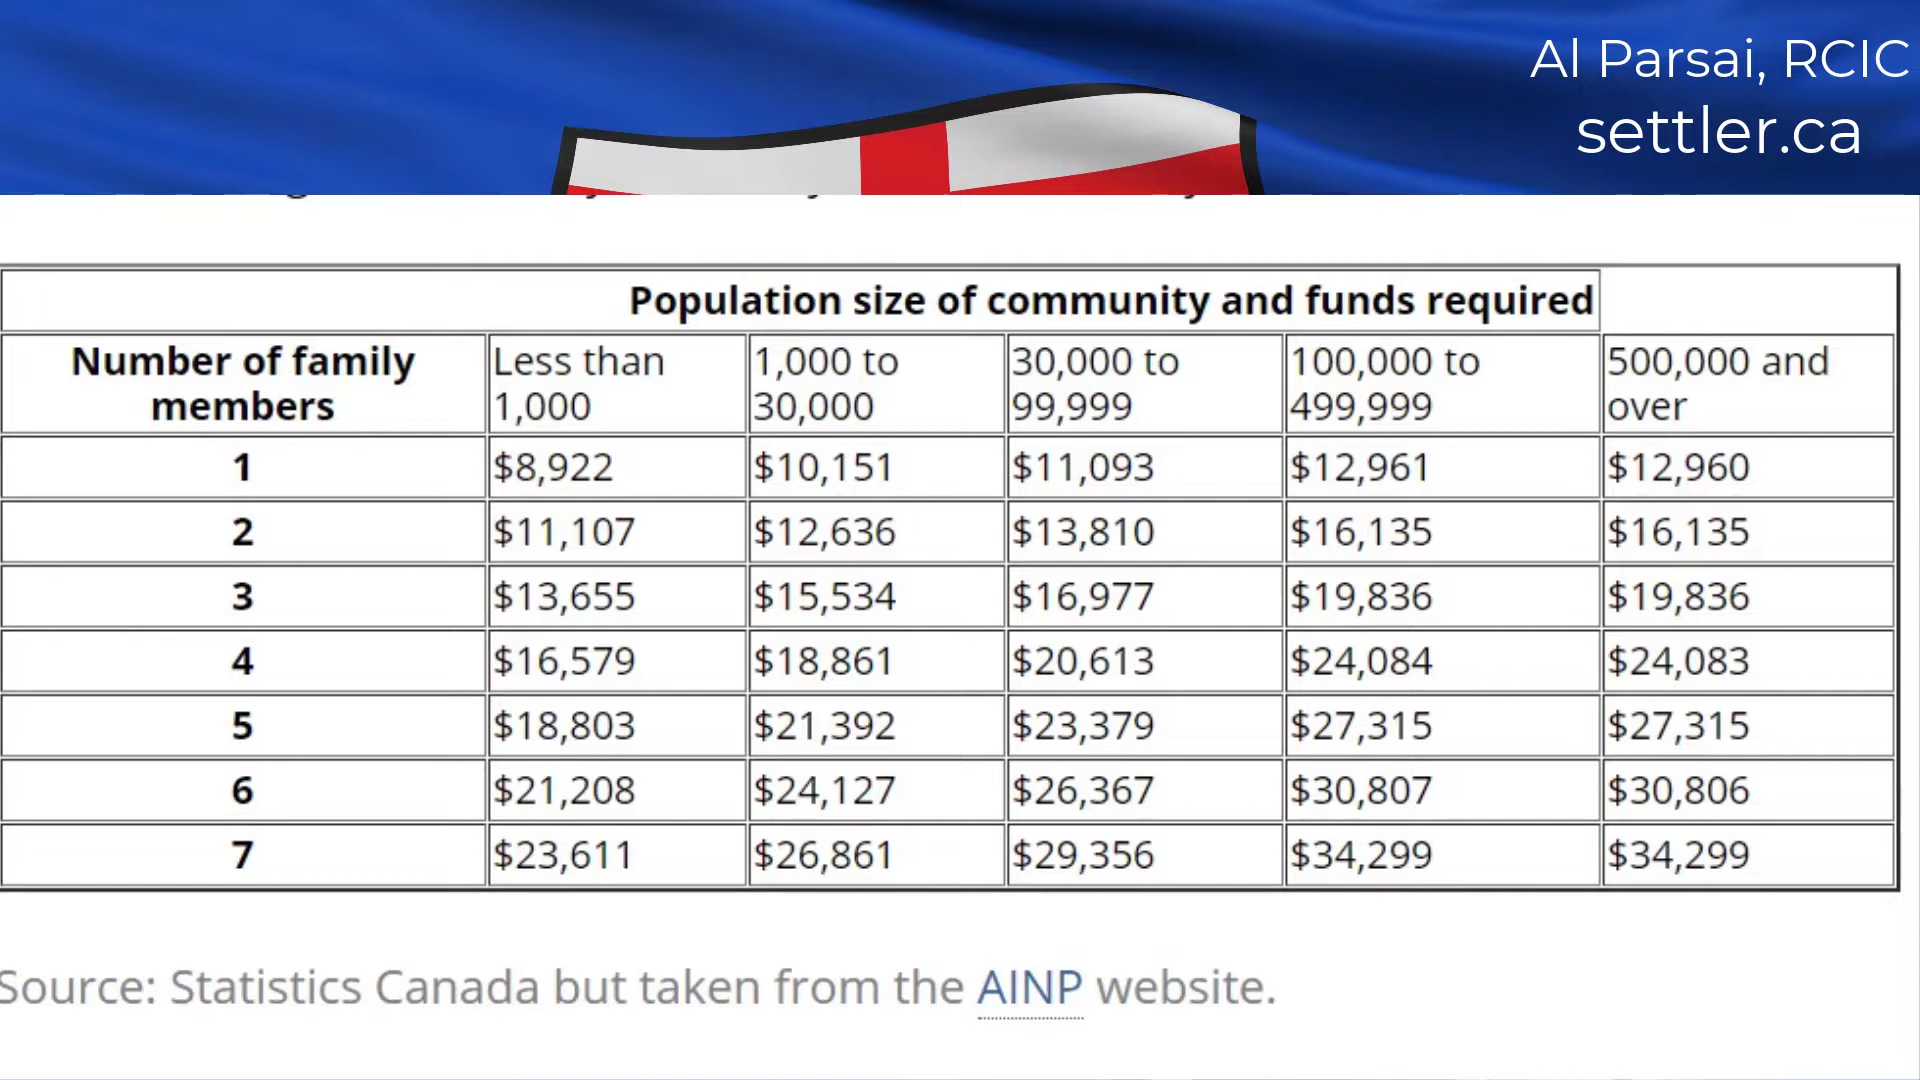 Al Parsai, RCIC
settler.ca
Population size of community and funds required
Number of family members Less than 1,000 1,000 to 30,000 30,000 to 99,999 100,000 to 499,999 500,000 and over
1 $8,922 $10,151 $11,093 $12,961 $12,960
2 $11,107 $12,636 $13,810 $16,135 $16,135
3 $13,655 $15,534 $16,977 $19,836 $19,836
4 $16,579 $18,861 $20,613 $24,084 $24,083
5 $18,803 $21,392 $23,379 $27,315 $27,315
6 $21,208 $24,127 $26,367 $30,807 $30,806
7 $23,611 $26,861 $29,356 $34,299 $34,299
Source: Statistics Canada but taken from the AINP website.